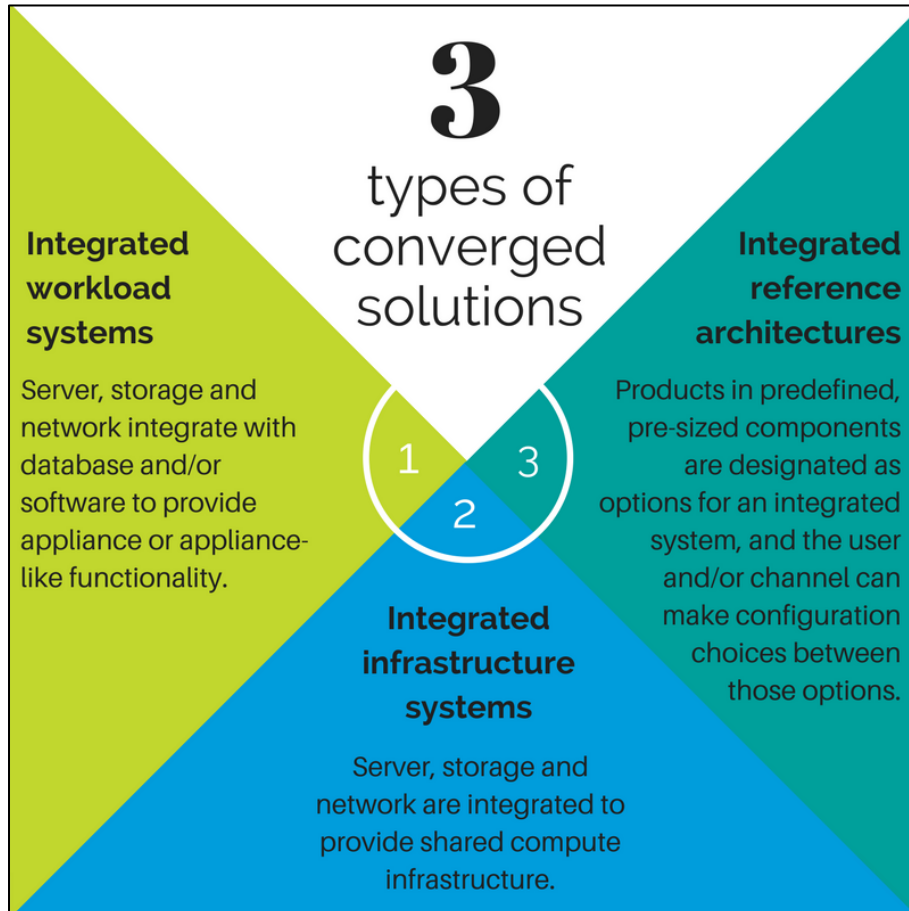 3
types of
converged
solutions
Integrated
workload
systems
Server, storage and
network integrate with
database and/or
software to provide
appliance or appliance-
like functionality.
1
2
3
Integrated
infrastructure
systems
Server, storage and
network are integrated to
provide shared compute
infrastructure.
Integrated
reference
architectures
Products in predefined,
pre-sized components
are designated as
options for an integrated
system, and the user
and/or channel can
make configuration
choices between
those options.